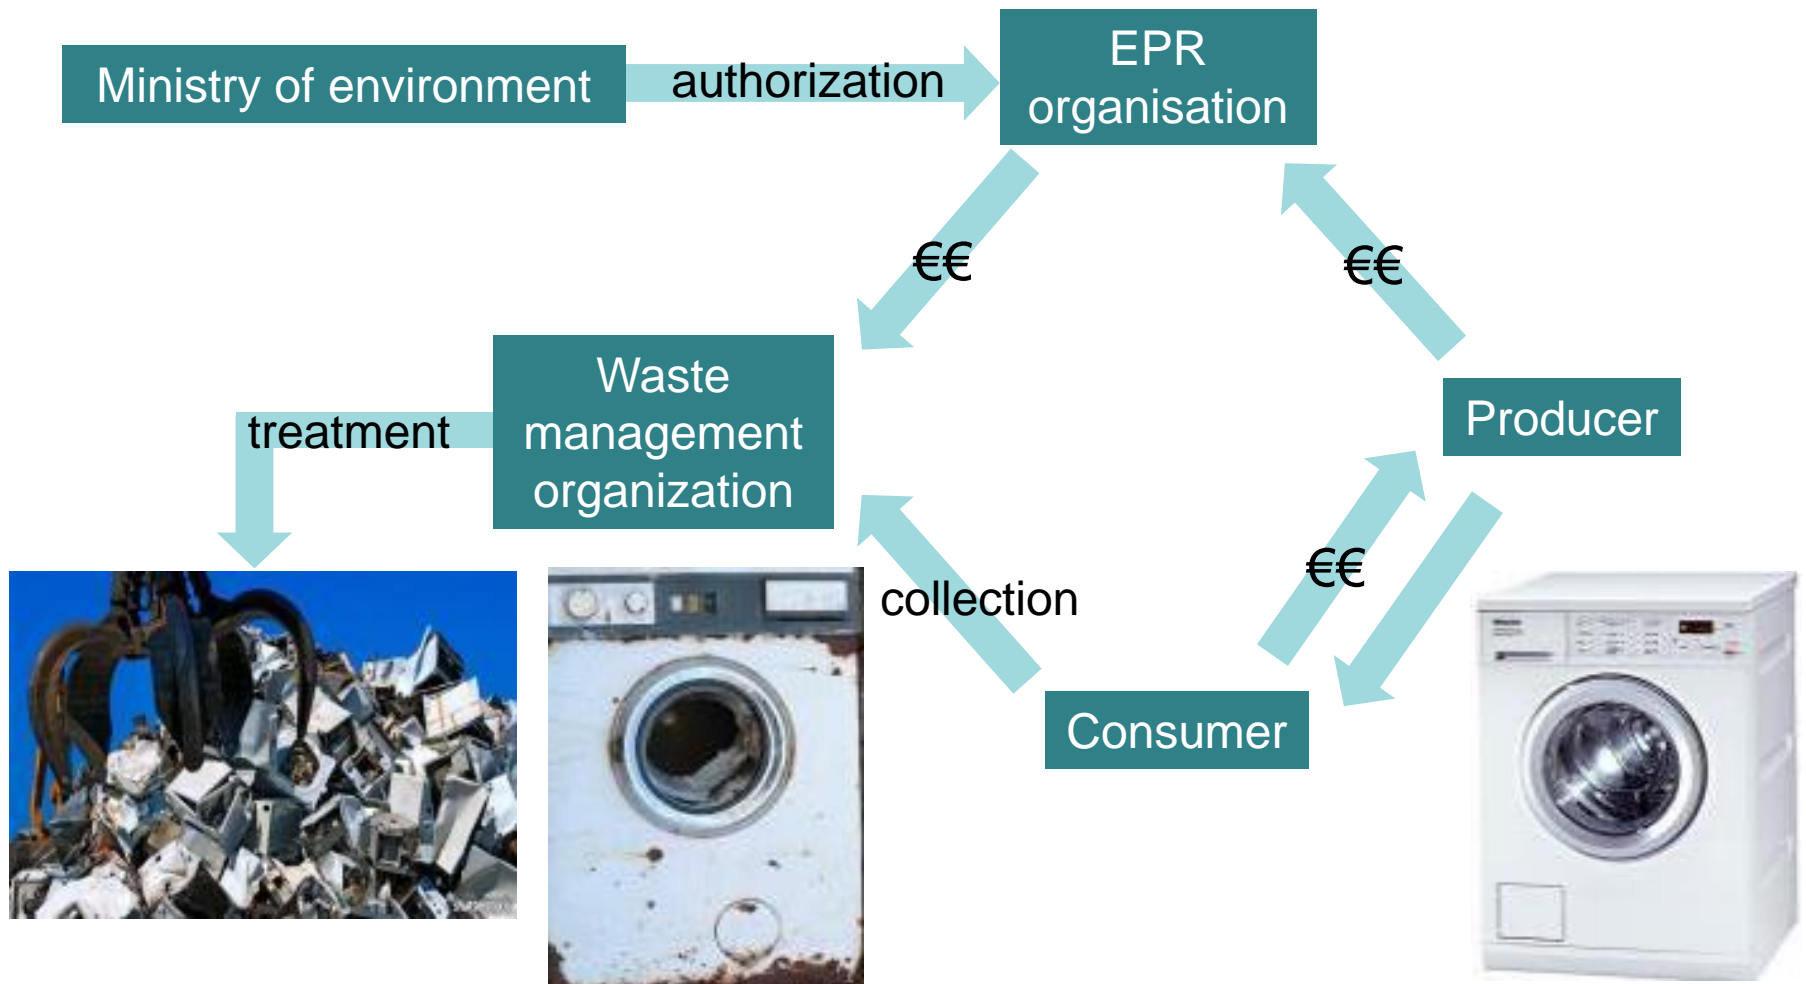 Ministry of environment
authorization
EPR
organisation
€€
€€
Waste
management
organization
treatment
Producer
€€
collection
Consumer